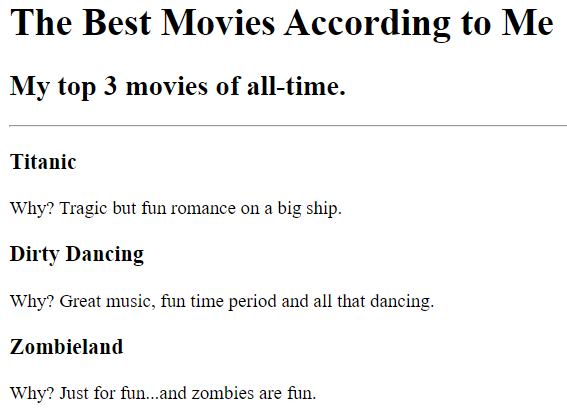 The Best Movies According to Me
My top 3 movies of all-time.
Titanic
Why? Tragic but fun romance on a big ship.
Dirty Dancing
Why? Great music, fun time period and all that dancing.
Zombieland
Why? Just for fun...and zombies are fun.